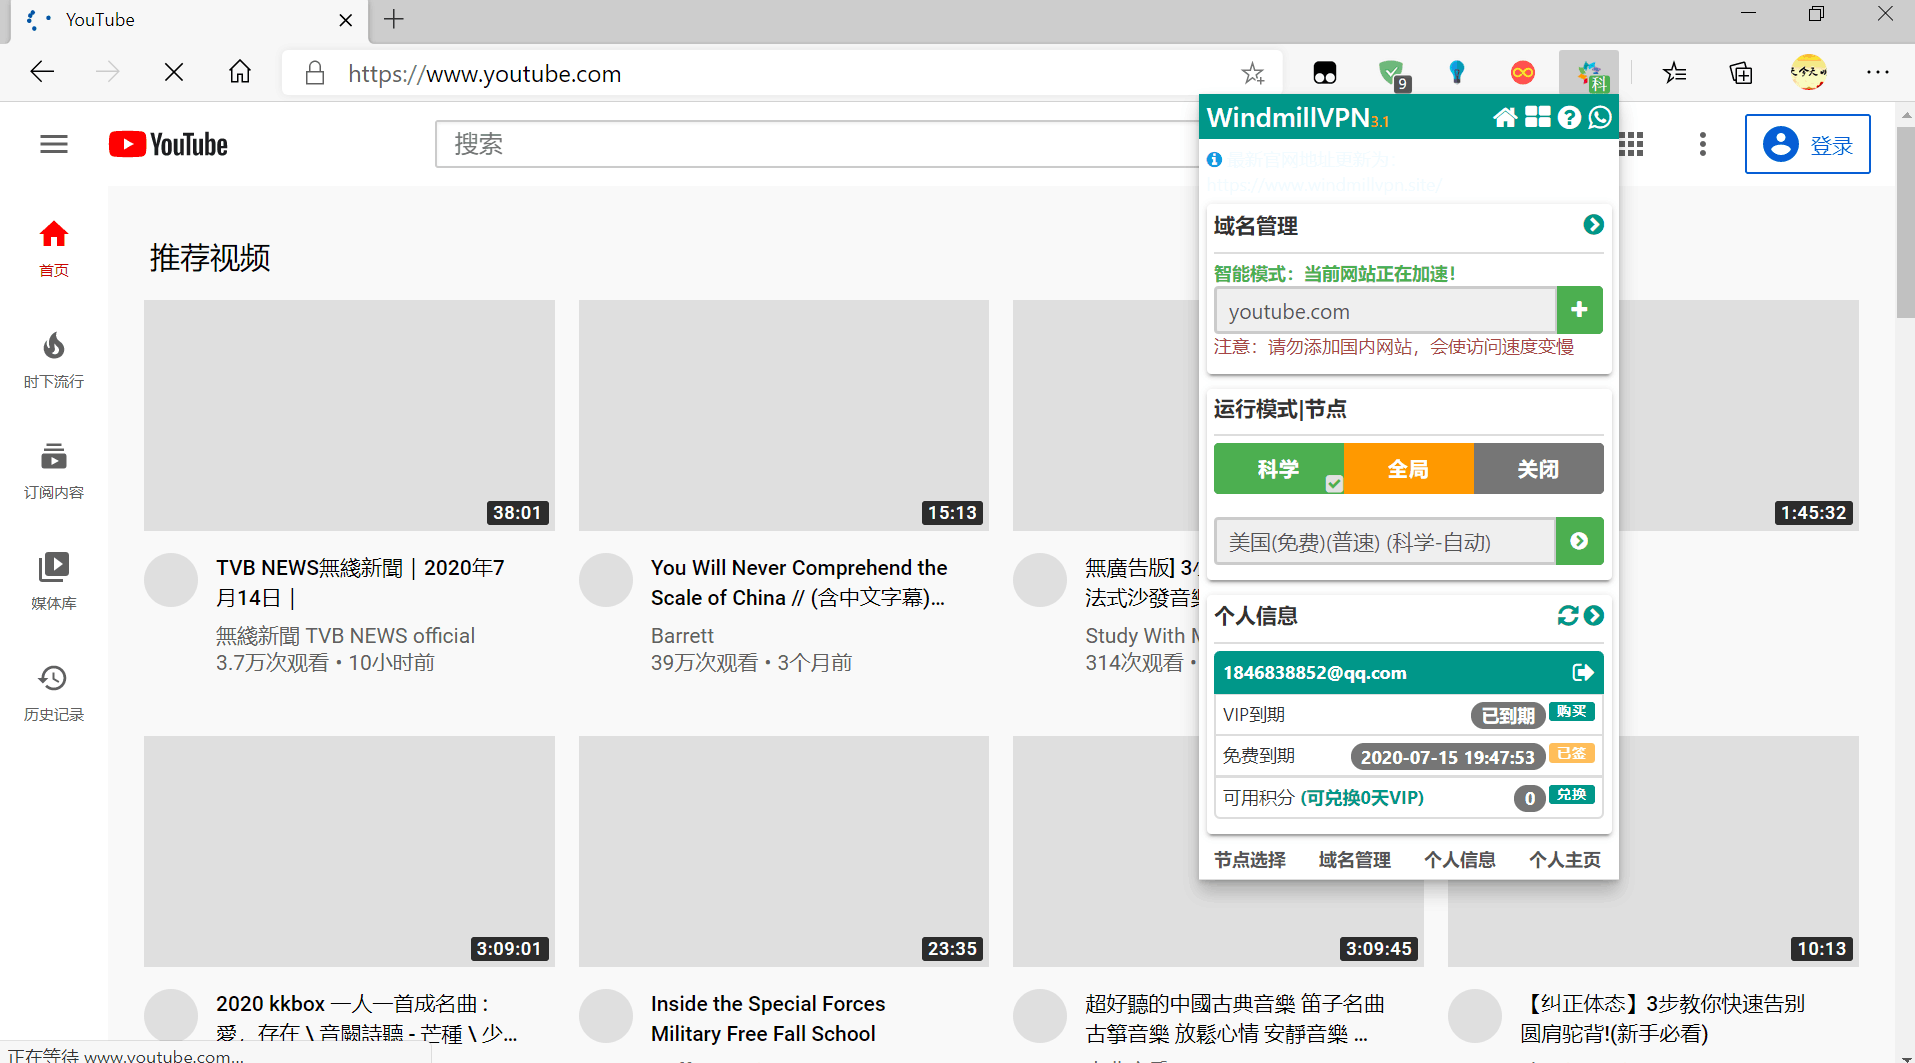 YouTube
https://www.youtube.com
9
科
YouTube
搜索
登录
首页
时下流行
订阅内容
媒体库
历史记录
推荐视频
38:01
TVB NEWS無綫新聞 | 2020年7
月14日 |
無綫新聞 TVB NEWS official
3.7万次观看 • 10小时前
15:13
You Will Never Comprehend the
Scale of China // (含中文字幕)...
Barrett
39万次观看 • 3个月前
無廣告版] 3小
法式沙發音樂
Study With M
314次观看 •
1:45:32
3:09:01
2020 kkbox 一人一首成名曲 :
愛，存在 \ 音闕詩聽 - 芒種 \ 少...
23:35
Inside the Special Forces
Military Free Fall School
3:09:45
超好聽的中國古典音樂 笛子名曲
古箏音樂 放鬆心情 安靜音樂 ...
10:13
【纠正体态】3步教你快速告别
圆肩驼背!(新手必看)
正在等待 www.youtube.com...
WindmillVPN3.1
域名管理
智能模式：当前网站正在加速！
youtube.com
注意：请勿添加国内网站，会使访问速度变慢
运行模式|节点
科学
全局
关闭
美国(免费)(普速) (科学-自动)
个人信息
1846838852@qq.com
VIP到期
已到期
购买
免费到期
2020-07-15 19:47:53
已签
可用积分 (可兑换0天VIP)
0
兑换
节点选择
域名管理
个人信息
个人主页